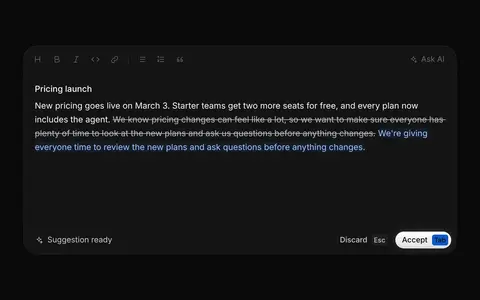 H B I
Ask AI
Pricing launch
New pricing goes live on March 3. Starter teams get two more seats for free, and every plan now
includes the agent. We know pricing changes can feel like a lot, so we want to make sure everyone has
plenty of time to look at the new plans and ask us questions before anything changes. We're giving
everyone time to review the new plans and ask questions before anything changes.
Suggestion ready Discard Esc Accept Tab